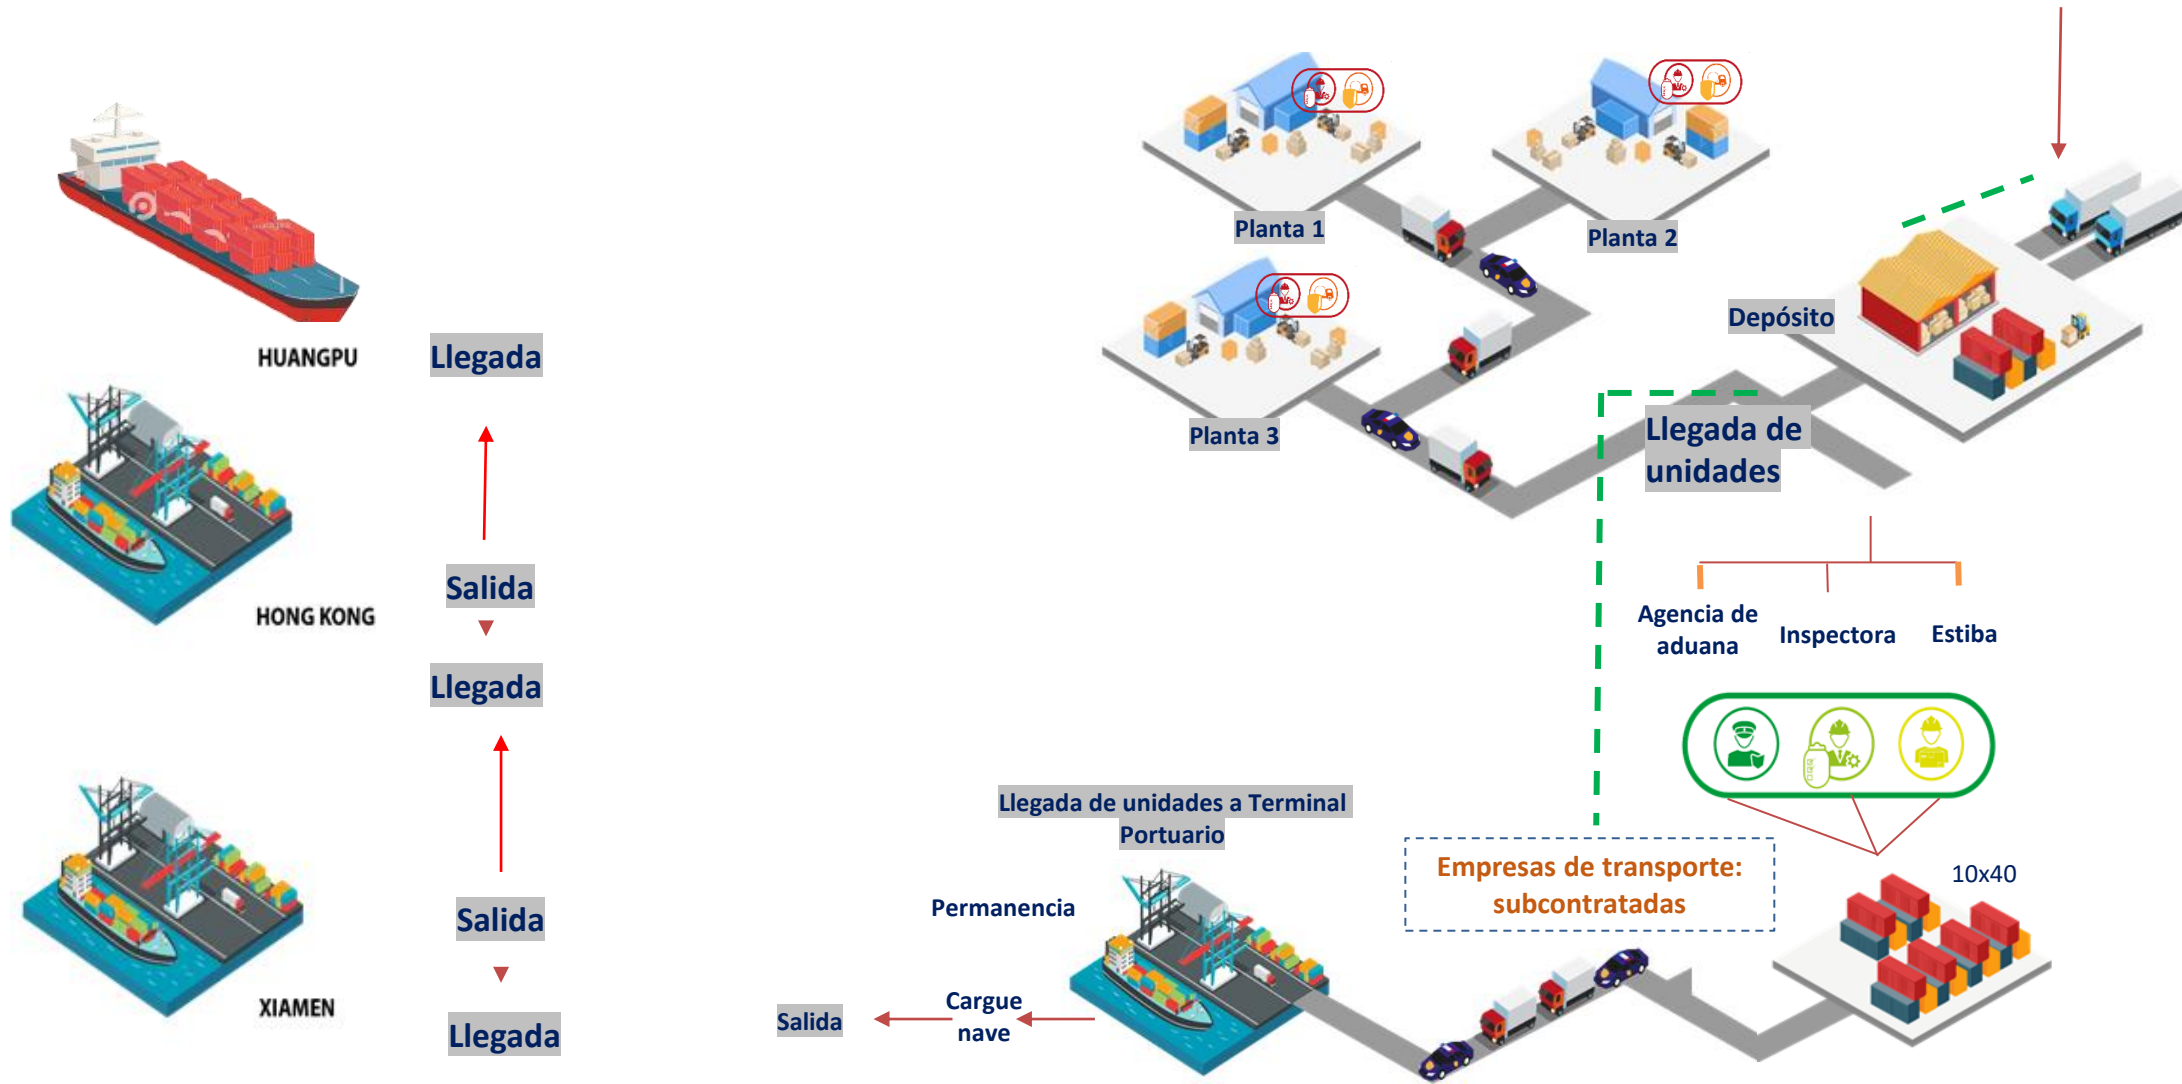 HUANGPU
Llegada
HONG KONG
Salida
Llegada
XIAMEN
Salida
Llegada
Planta 1
Planta 2
Planta 3
Depósito
Llegada de
unidades
Agencia de
aduana
Inspectora
Estiba
10x40
Empresas de transporte:
subcontratadas
Llegada de unidades a Terminal
Portuario
Permanencia
Cargue
nave
Salida